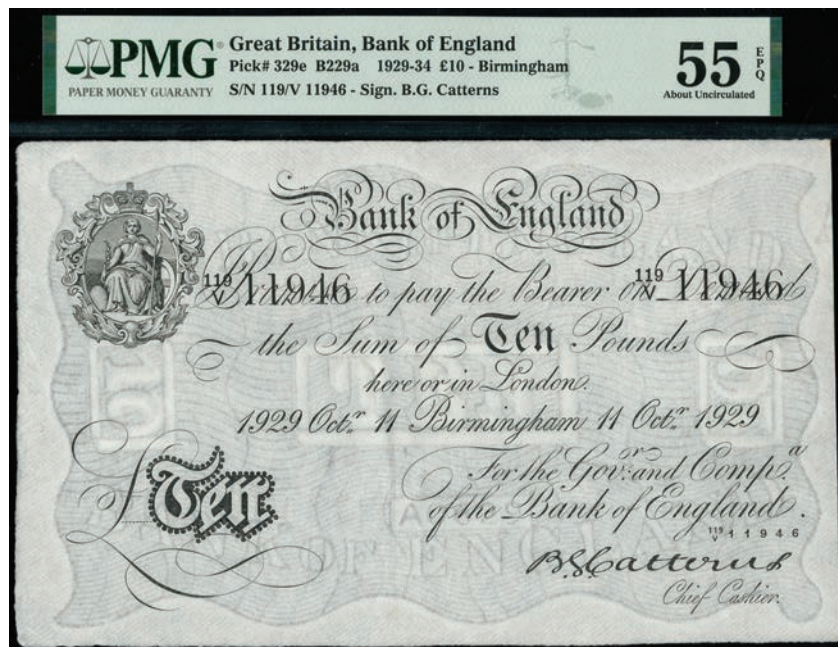 PMG
PAPER MONEY GUARANTY
Great Britain, Bank of England
Pick# 329e B229a 1929-34 £10 - Birmingham
S/N 119/V 11946 - Sign. B.G. Catterns
55 EPQ
About Uncirculated
Bank of England
119/V 11946 119/V 11946
I Promise to pay the Bearer on Demand
the Sum of Ten Pounds
here or in London.
1929 Octr. 11 Birmingham 11 Octr. 1929
For the Govr. and Compa.
of the Bank of England.
£Ten
119/V 11946
B.G. Catterns
Chief Cashier.